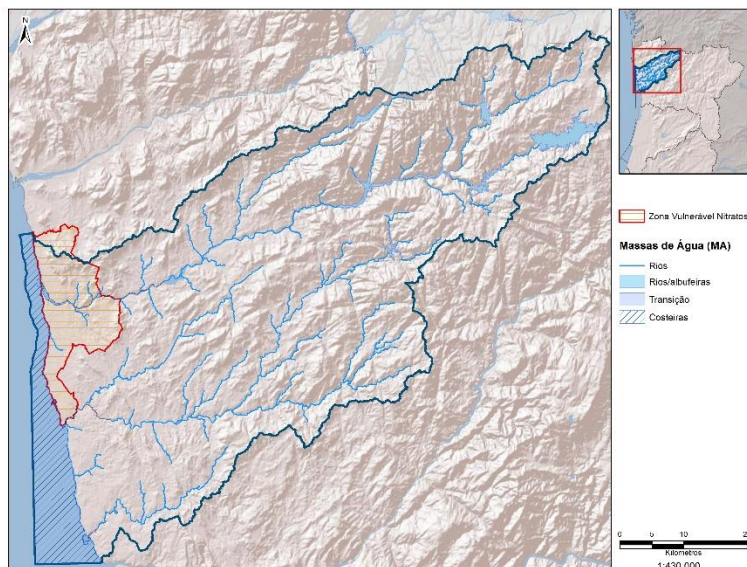 N
Zona Vulnerável Nitratos
Massas de Água (MA)
Rios
Rios/albufeiras
Transição
Costeiras
0 5 10 2
Kilometros
1:430 000